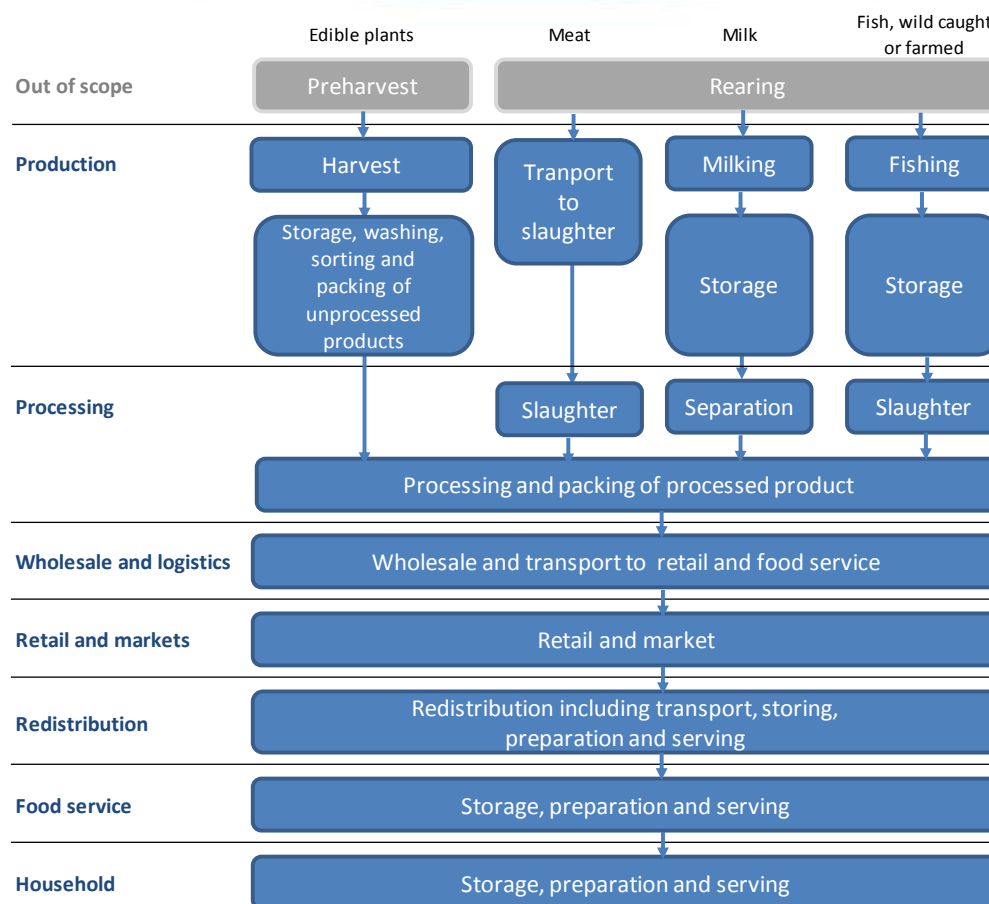 Edible plants
Meat
Milk
Fish, wild caught
or farmed
Out of scope
Preharvest
Rearing
Production
Harvest
Tranport
to
slaughter
Milking
Fishing
Storage, washing,
sorting and
packing of
unprocessed
products
Storage
Storage
Processing
Slaughter
Separation
Slaughter
Processing and packing of processed product
Wholesale and logistics
Wholesale and transport to retail and food service
Retail and markets
Retail and market
Redistribution
Redistribution including transport, storing,
preparation and serving
Food service
Storage, preparation and serving
Household
Storage, preparation and serving